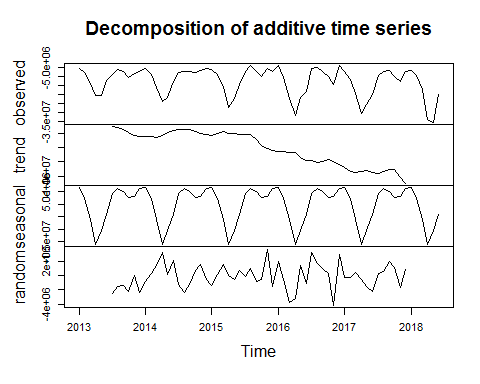 Decomposition of additive time series
observed
-3.5e+07
-5.0e+06
trend
e+07
seasonal
5.0e+06
random
-4e+06
2e+06
2013 2014 2015 2016 2017 2018
Time